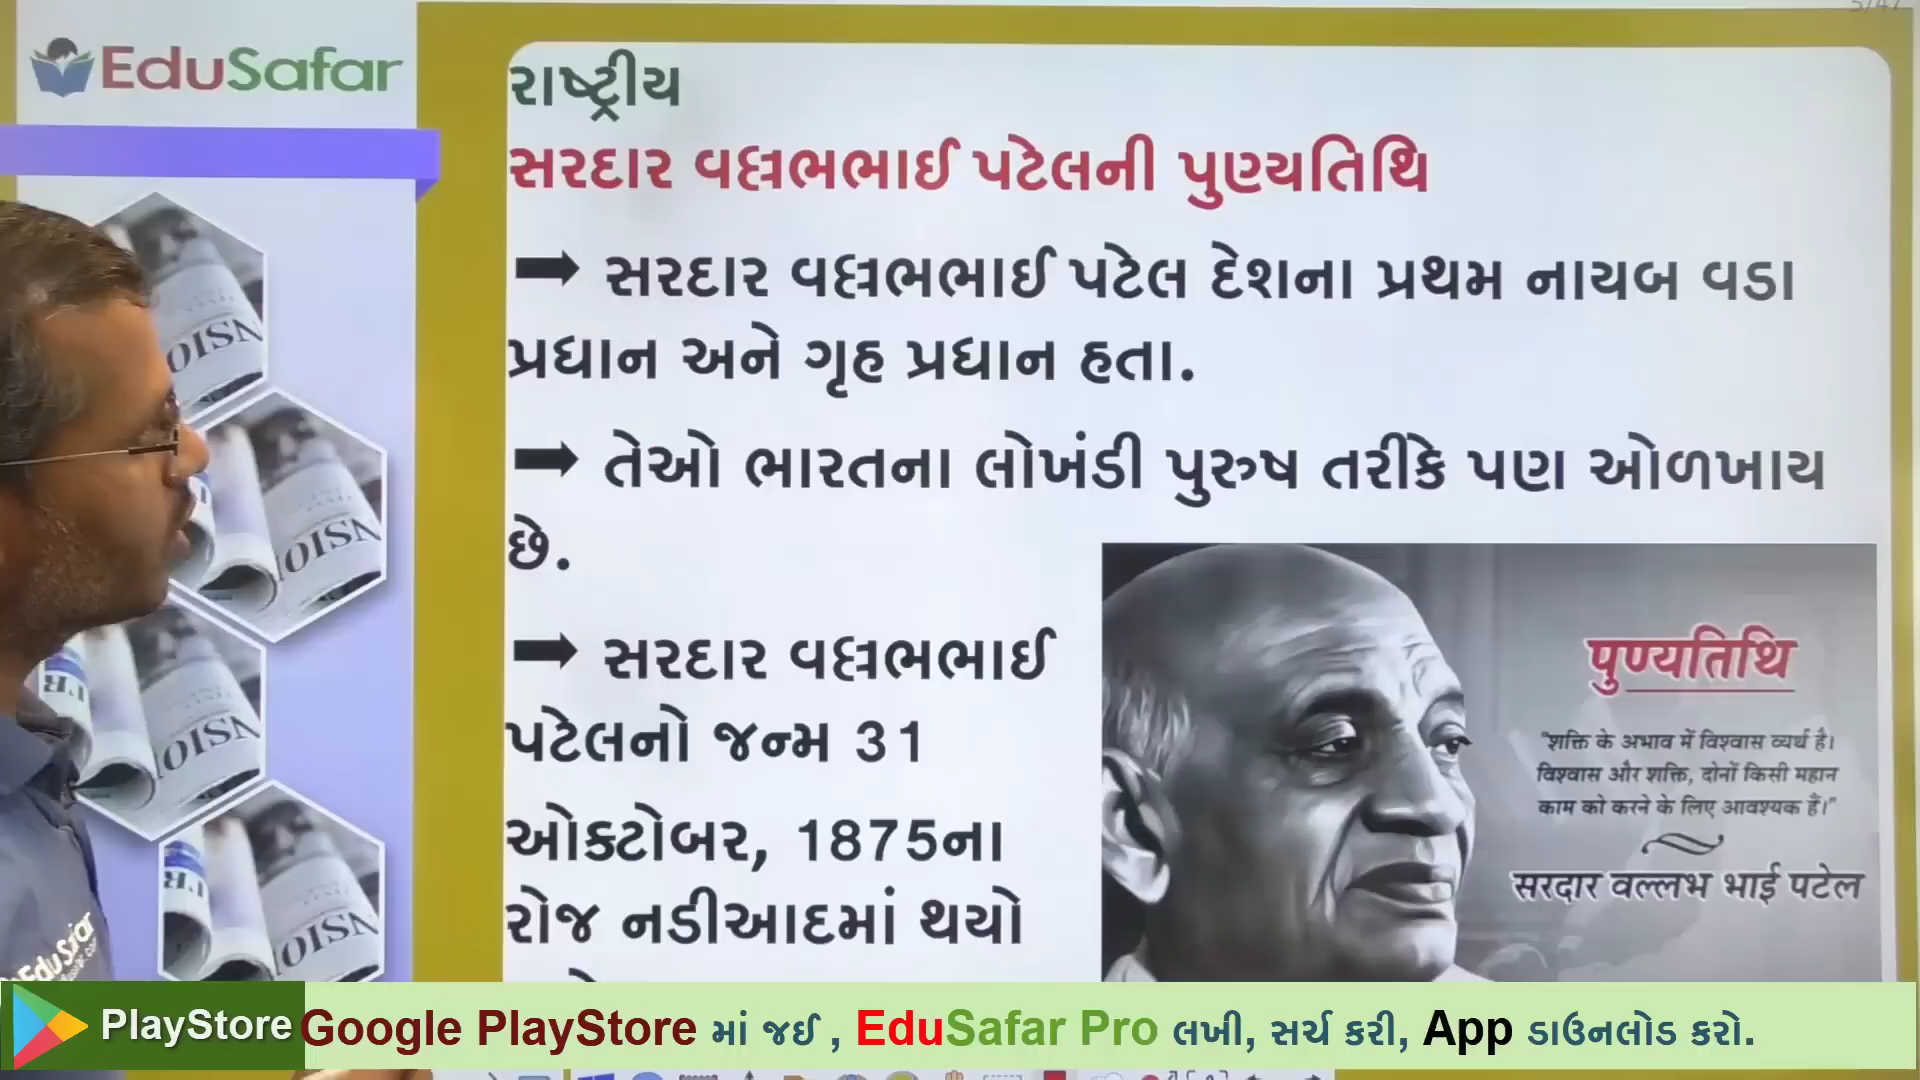 EduSafar
રાષ્ટ્રીય
સરદાર વલ્લભભાઈ પટેલની પુણ્યતિથિ
➡ સરદાર વલ્લભભાઈ પટેલ દેશના પ્રથમ નાયબ વડા
પ્રધાન અને ગૃહ પ્રધાન હતા.
➡ તેઓ ભારતના લોખંડી પુરુષ તરીકે પણ ઓળખાય
છે.
➡ સરદાર વલ્લભભાઈ
પટેલનો જન્મ 31
ઓક્ટોબર, 1875ના
રોજ નડીઆદમાં થયો
पुण्यतिथि
"शक्ति के अभाव में विश्वास व्यर्थ है।
विश्वास और शक्ति, दोनों किसी महान
काम को करने के लिए आवश्यक हैं।"
सरदार वल्लभ भाई पटेल
EduSafar
PlayStore Google PlayStore માં જઈ , EduSafar Pro લખી, સર્ચ કરી, App ડાઉનલોડ કરો.